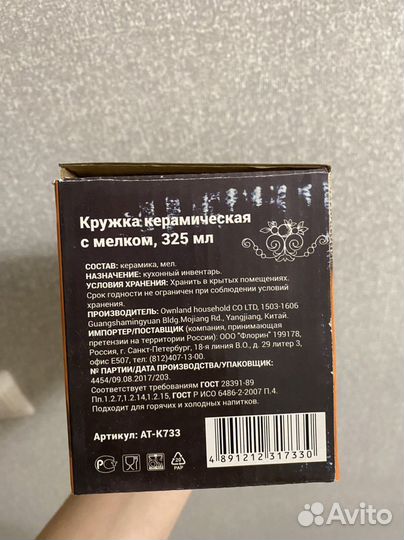 Кружка керамическая
с мелком, 325 мл
СОСТАВ: керамика, мел.
НАЗНАЧЕНИЕ: кухонный инвентарь.
УСЛОВИЯ ХРАНЕНИЯ: Хранить в крытых помещениях.
Срок годности не ограничен при соблюдении условий
хранения.
ПРОИЗВОДИТЕЛЬ: Ownland household CO LTD, 1503-1606
Guangshamingyuan Bldg.Mojiang Rd., Yangjiang, Китай.
ИМПОРТЕР/ПОСТАВЩИК (компания, принимающая
претензии на территории России): ООО "Флорин" 199178,
Россия, г. Санкт-Петербург, 18-я линия В.О., д. 29 литер З,
офис Е507, тел: (812)407-13-00.
№ ПАРТИИ/ДАТА ПРОИЗВОДСТВА/УПАКОВЩИК:
4454/09.08.2017/203.
Соответствует требованиям ГОСТ 28391-89
Пп.1.2.7,1.2.14,1.2.15, ГОСТ Р ИСО 6486-2-2007 П.4.
Подходит для горячих и холодных напитков.
Артикул: AT-K733
20
PAP
4 891212 317330
Avito